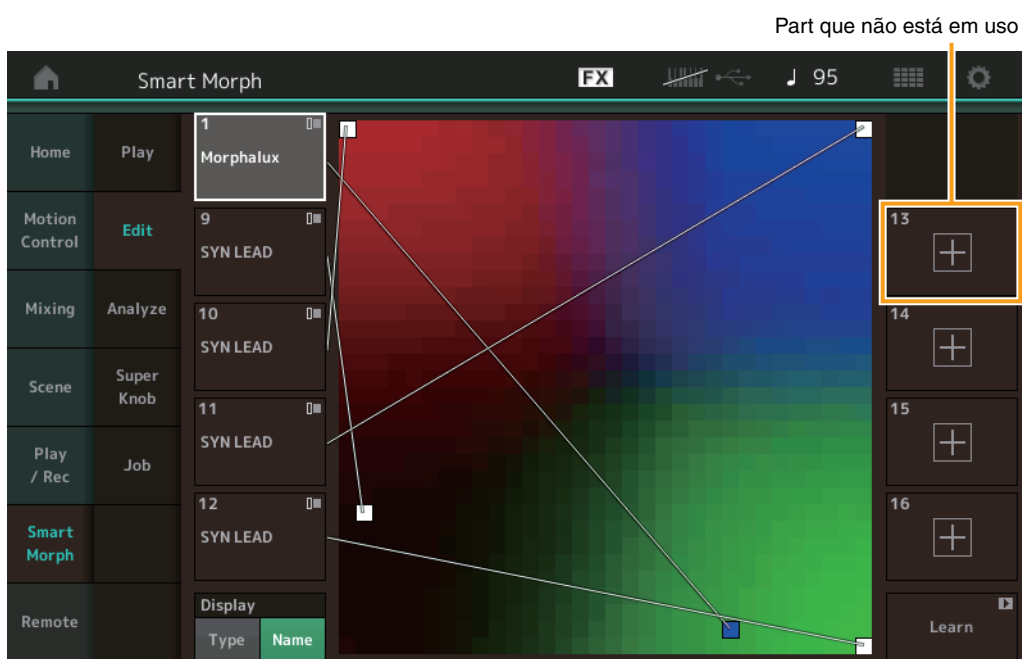 Part que não está em uso
Smart Morph
FX
95
Home
Play
Motion
Control
Edit
Mixing
Analyze
Scene
Super
Knob
Play
/ Rec
Job
Smart
Morph
Remote
1
Morphalux
9
SYN LEAD
10
SYN LEAD
11
SYN LEAD
12
SYN LEAD
Display
Type
Name
13
14
15
16
Learn